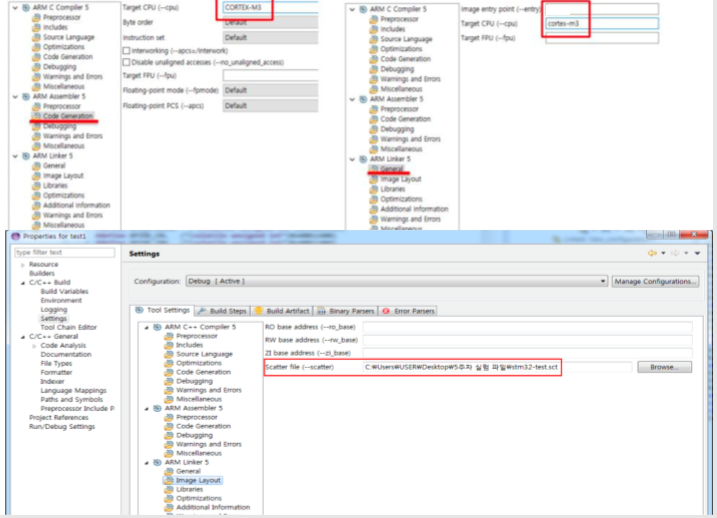 ARM C Compiler 5
Preprocessor
Includes
Source Language
Optimizations
Code Generation
Debugging
Warnings and Errors
Miscellaneous
ARM Assembler 5
Preprocessor
Code Generation
Debugging
Warnings and Errors
Miscellaneous
ARM Linker 5
General
Image Layout
Libraries
Optimizations
Additional Information
Warnings and Errors
Miscellaneous
Target CPU (--cpu)
CORTEX-M3
Byte order
Default
Instruction set
Default
Interworking (--apcs=/interwork)
Disable unaligned accesses (--no_unaligned_access)
Target FPU (--fpu)
Floating-point mode (--fpmode)
Default
Floating-point PCS (--apcs)
Default
ARM C Compiler 5
Preprocessor
Includes
Source Language
Optimizations
Code Generation
Debugging
Warnings and Errors
Miscellaneous
ARM Assembler 5
Preprocessor
Code Generation
Debugging
Warnings and Errors
Miscellaneous
ARM Linker 5
General
Image Layout
Libraries
Optimizations
Additional Information
Warnings and Errors
Miscellaneous
Image entry point (--entry)
Target CPU (--cpu)
cortex-m3
Target FPU (--fpu)
Properties for test1
type filter text
Resource
Builders
C/C++ Build
Build Variables
Environment
Logging
Settings
Tool Chain Editor
C/C++ General
Code Analysis
Documentation
File Types
Formatter
Indexer
Language Mappings
Paths and Symbols
Preprocessor Include P
Project References
Run/Debug Settings
Settings
Configuration: Debug [ Active ]
Manage Configurations...
Tool Settings
Build Steps
Build Artifact
Binary Parsers
Error Parsers
ARM C++ Compiler 5
Preprocessor
Includes
Source Language
Optimizations
Code Generation
Debugging
Warnings and Errors
Miscellaneous
ARM Assembler 5
Preprocessor
Code Generation
Debugging
Warnings and Errors
Miscellaneous
ARM Linker 5
General
Image Layout
Libraries
Optimizations
Additional Information
RO base address (--ro_base)
RW base address (--rw_base)
ZI base address (--zi_base)
Scatter file (--scatter)
C:₩Users₩USER₩Desktop₩5주차 실험 파일₩stm32-test.sct
Browse...